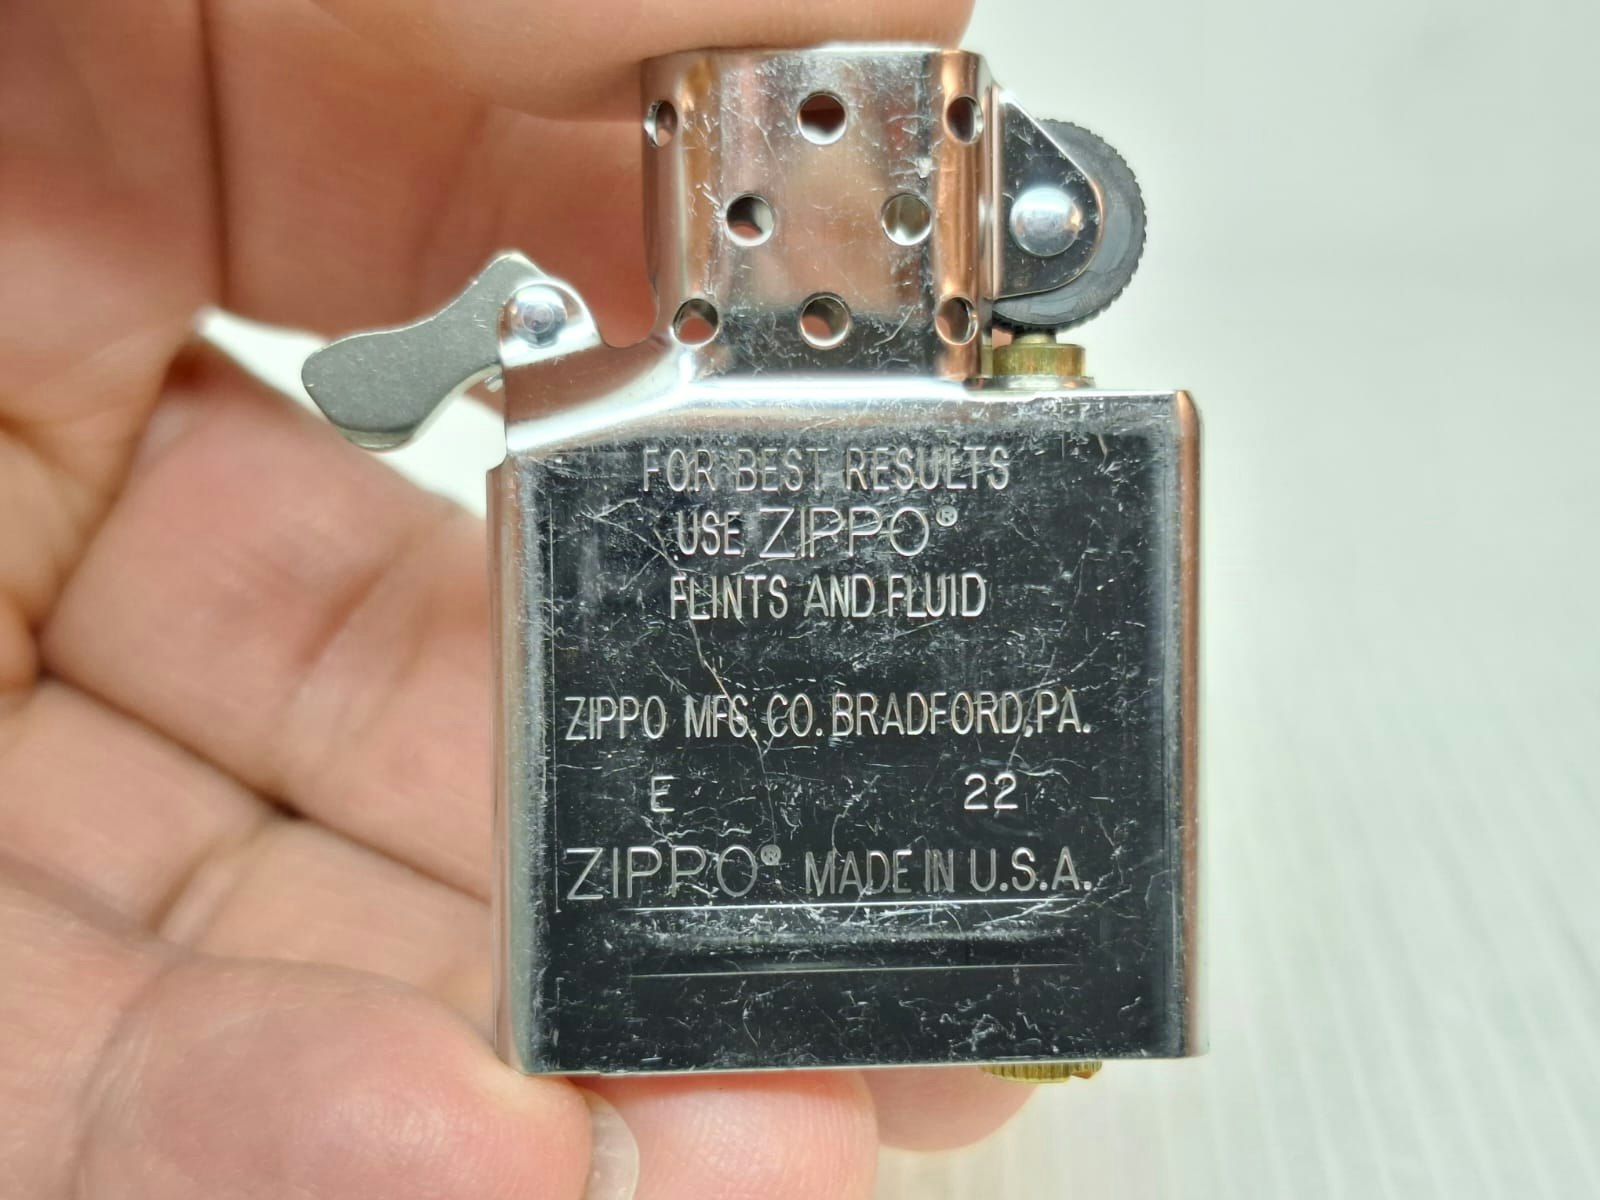 FOR BEST RESULTS
USE ZIPPO®
FLINTS AND FLUID
ZIPPO MFG. CO. BRADFORD, PA.
E 22
ZIPPO® MADE IN U.S.A.